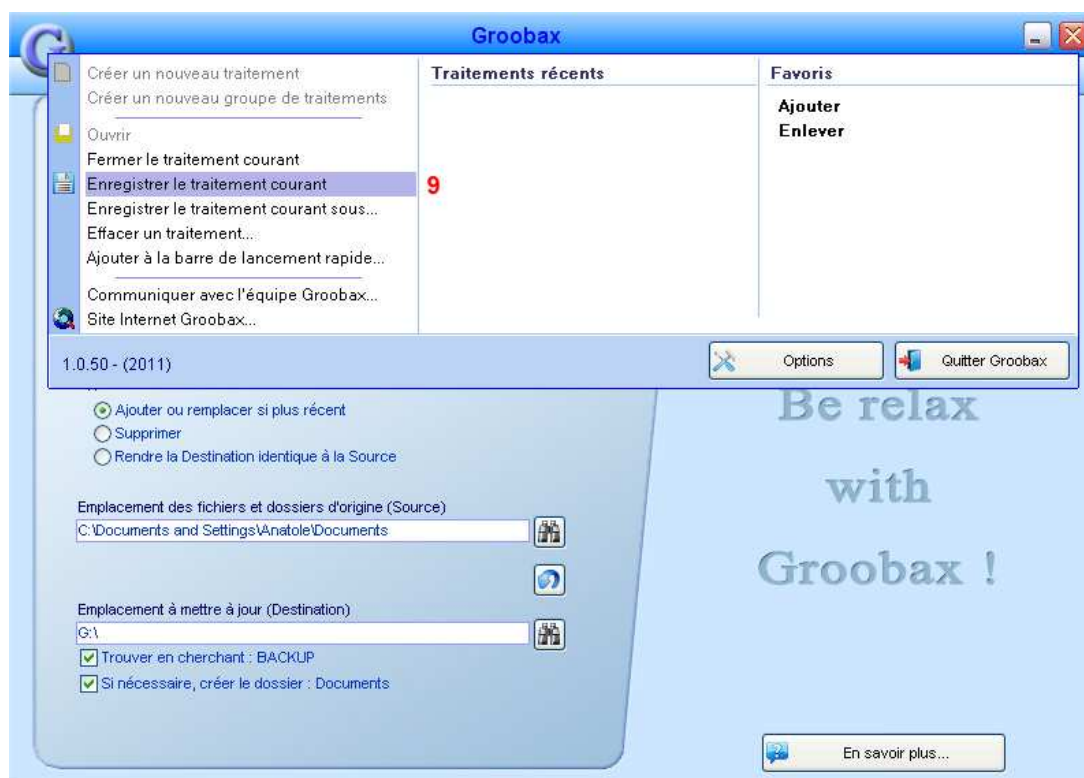 Groobax
Créer un nouveau traitement
Créer un nouveau groupe de traitements
Ouvrir
Fermer le traitement courant
Enregistrer le traitement courant
9
Enregistrer le traitement courant sous...
Effacer un traitement...
Ajouter à la barre de lancement rapide...
Communiquer avec l'équipe Groobax...
Site Internet Groobax...
Traitements récents
Favoris
Ajouter
Enlever
1.0.50 - (2011)
Options
Quitter Groobax
Ajouter ou remplacer si plus récent
Supprimer
Rendre la Destination identique à la Source
Emplacement des fichiers et dossiers d'origine (Source)
C:\Documents and Settings\Anatole\Documents
Emplacement à mettre à jour (Destination)
G:\
Trouver en cherchant : BACKUP
Si nécessaire, créer le dossier : Documents
Be relax
with
Groobax !
En savoir plus...